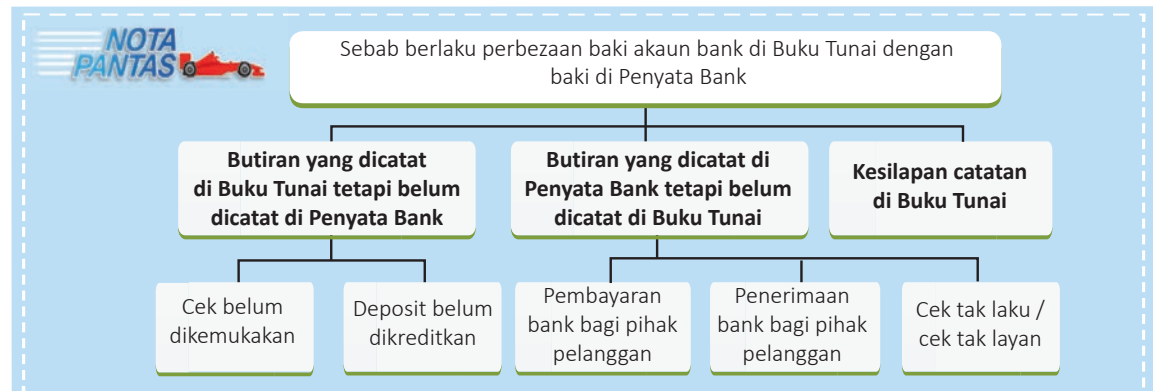 NOTA
PANTAS
Sebab berlaku perbezaan baki akaun bank di Buku Tunai dengan
baki di Penyata Bank
Butiran yang dicatat
di Buku Tunai tetapi belum
dicatat di Penyata Bank
Butiran yang dicatat di
Penyata Bank tetapi belum
dicatat di Buku Tunai
Kesilapan catatan
di Buku Tunai
Cek belum
dikemukakan
Deposit belum
dikreditkan
Pembayaran
bank bagi pihak
pelanggan
Penerimaan
bank bagi pihak
pelanggan
Cek tak laku /
cek tak layan